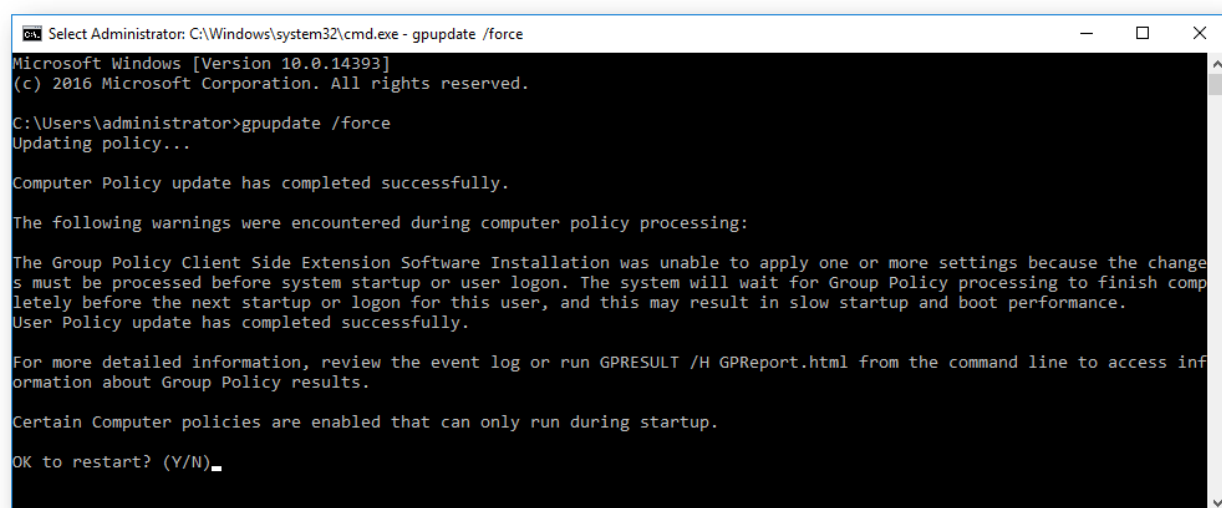 Select Administrator: C:\Windows\system32\cmd.exe - gpupdate /force
Microsoft Windows [Version 10.0.14393]
(c) 2016 Microsoft Corporation. All rights reserved.
C:\Users\administrator>gpupdate /force
Updating policy...
Computer Policy update has completed successfully.
The following warnings were encountered during computer policy processing:
The Group Policy Client Side Extension Software Installation was unable to apply one or more settings because the change
s must be processed before system startup or user logon. The system will wait for Group Policy processing to finish comp
letely before the next startup or logon for this user, and this may result in slow startup and boot performance.
User Policy update has completed successfully.
For more detailed information, review the event log or run GPRESULT /H GPReport.html from the command line to access inf
ormation about Group Policy results.
Certain Computer policies are enabled that can only run during startup.
OK to restart? (Y/N)